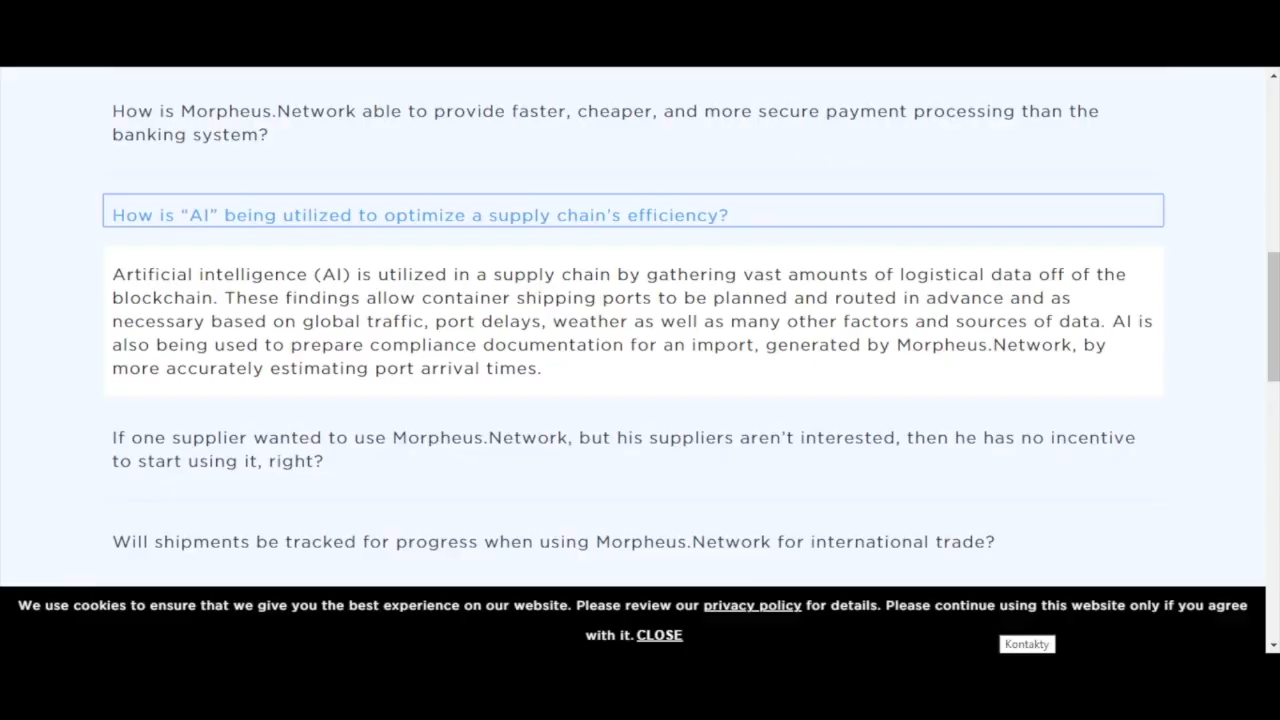 How is Morpheus.Network able to provide faster, cheaper, and more secure payment processing than the
banking system?
How is “AI” being utilized to optimize a supply chain’s efficiency?
Artificial intelligence (AI) is utilized in a supply chain by gathering vast amounts of logistical data off of the
blockchain. These findings allow container shipping ports to be planned and routed in advance and as
necessary based on global traffic, port delays, weather as well as many other factors and sources of data. AI is
also being used to prepare compliance documentation for an import, generated by Morpheus.Network, by
more accurately estimating port arrival times.
If one supplier wanted to use Morpheus.Network, but his suppliers aren’t interested, then he has no incentive
to start using it, right?
Will shipments be tracked for progress when using Morpheus.Network for international trade?
We use cookies to ensure that we give you the best experience on our website. Please review our privacy policy for details. Please continue using this website only if you agree
with it. CLOSE
Kontakty